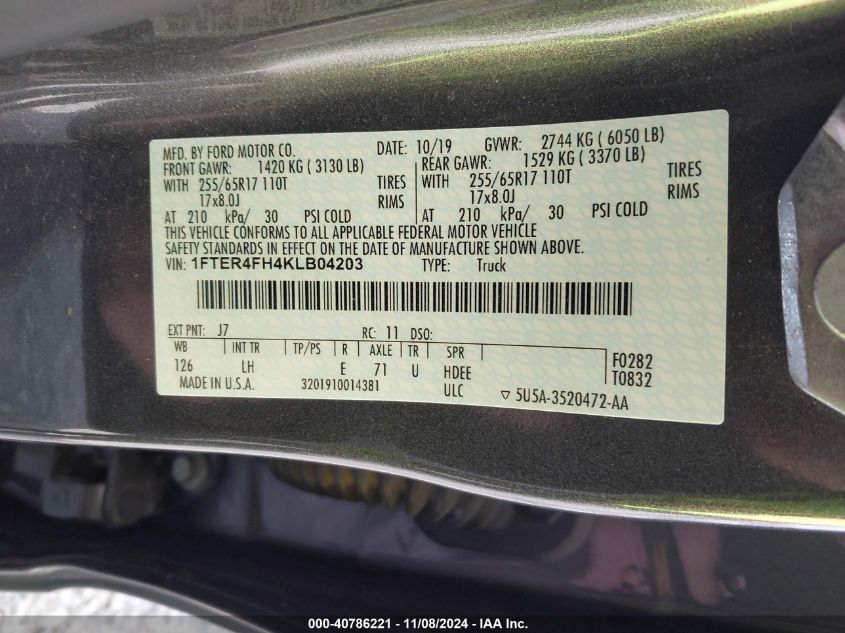 MFD. BY FORD MOTOR CO. DATE: 10/19 GVWR: 2744 KG ( 6050 LB)
FRONT GAWR: 1420 KG ( 3130 LB) REAR GAWR: 1529 KG ( 3370 LB)
WITH 255/65R17 110T TIRES WITH 255/65R17 110T TIRES
17x8.0J RIMS 17x8.0J RIMS
AT 210 kPa/ 30 PSI COLD AT 210 kPa/ 30 PSI COLD
THIS VEHICLE CONFORMS TO ALL APPLICABLE FEDERAL MOTOR VEHICLE
SAFETY STANDARDS IN EFFECT ON THE DATE OF MANUFACTURE SHOWN ABOVE.
VIN: 1FTER4FH4KLB04203 TYPE: Truck
EXT PNT: J7 RC: 11 DSO:
WB INT TR TP/PS R AXLE TR SPR F0282
126 LH E 71 U HDEE T0832
MADE IN U.S.A. 3201910014381 ULC ▽ 5U5A-3520472-AA
000-40786221 - 11/08/2024 - IAA Inc.